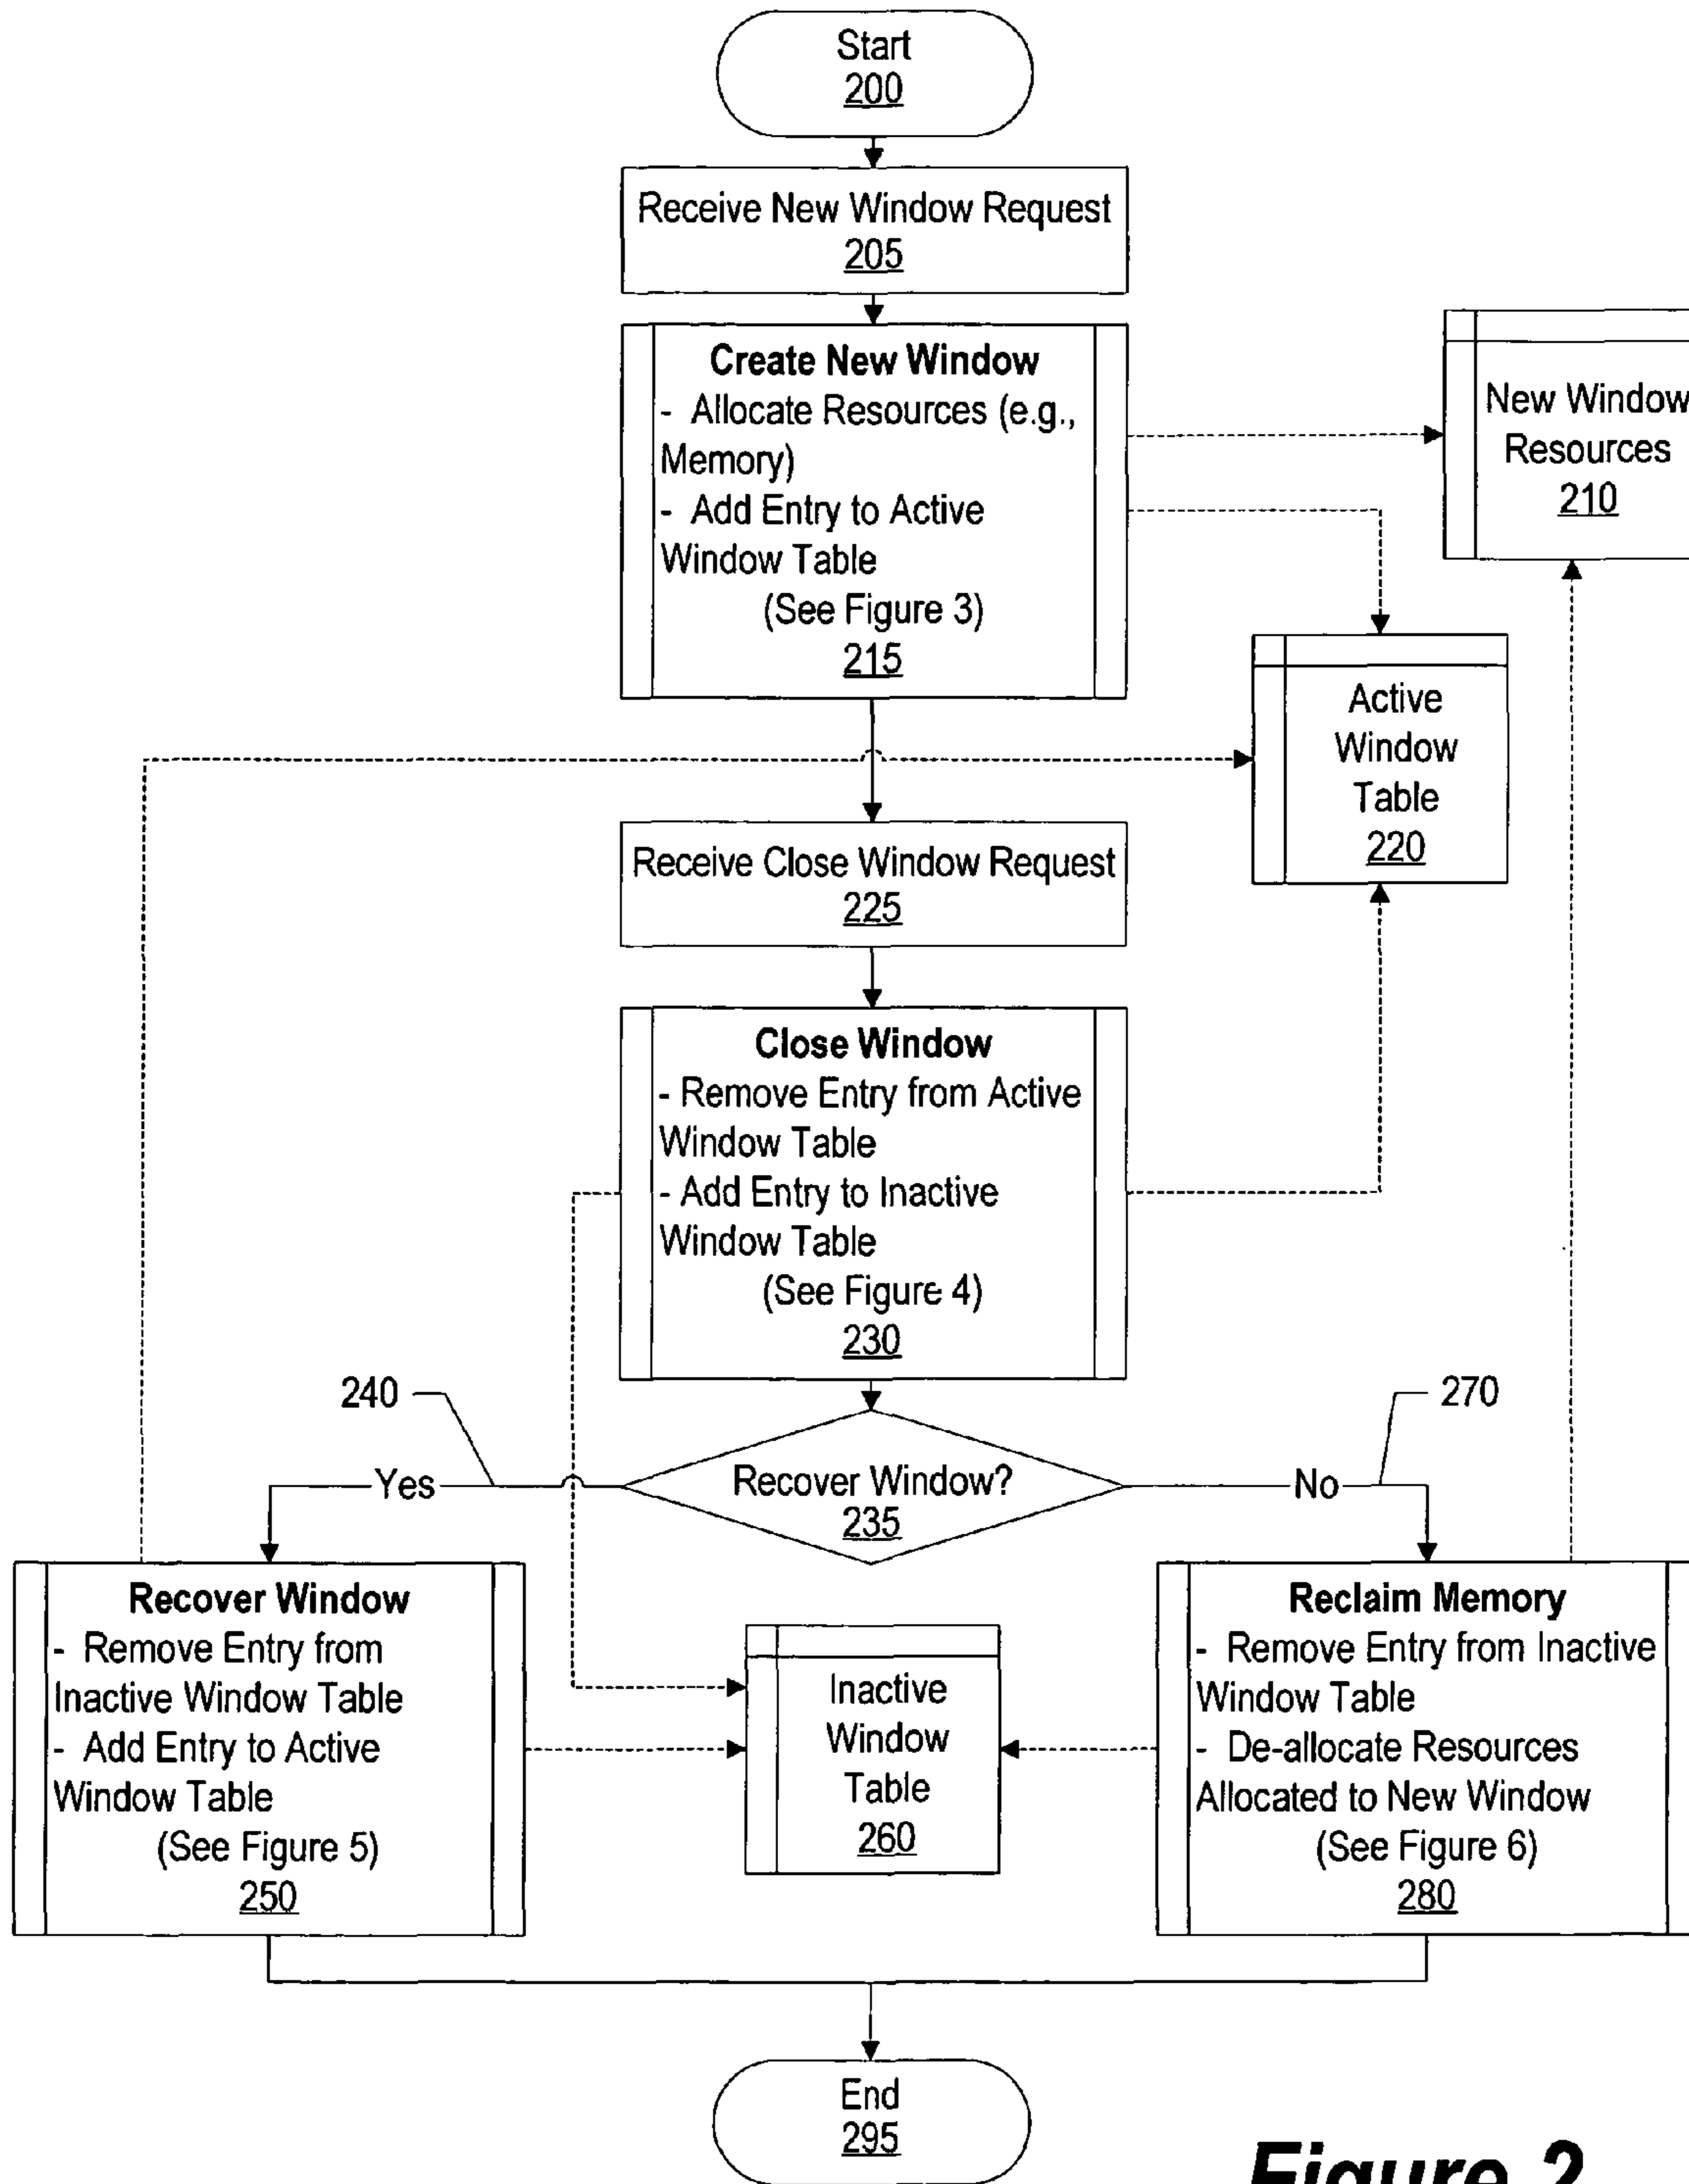 Start
200
Receive New Window Request
205
Create New Window
- Allocate Resources (e.g.,
Memory)
- Add Entry to Active
Window Table
(See Figure 3)
215
New Window
Resources
210
Active
Window
Table
220
Receive Close Window Request
225
Close Window
- Remove Entry from Active
Window Table
- Add Entry to Inactive
Window Table
(See Figure 4)
230
240
270
Yes
Recover Window?
235
No
Recover Window
- Remove Entry from
Inactive Window Table
- Add Entry to Active
Window Table
(See Figure 5)
250
Inactive
Window
Table
260
Reclaim Memory
- Remove Entry from Inactive
Window Table
- De-allocate Resources
Allocated to New Window
(See Figure 6)
280
End
295
Figure 2